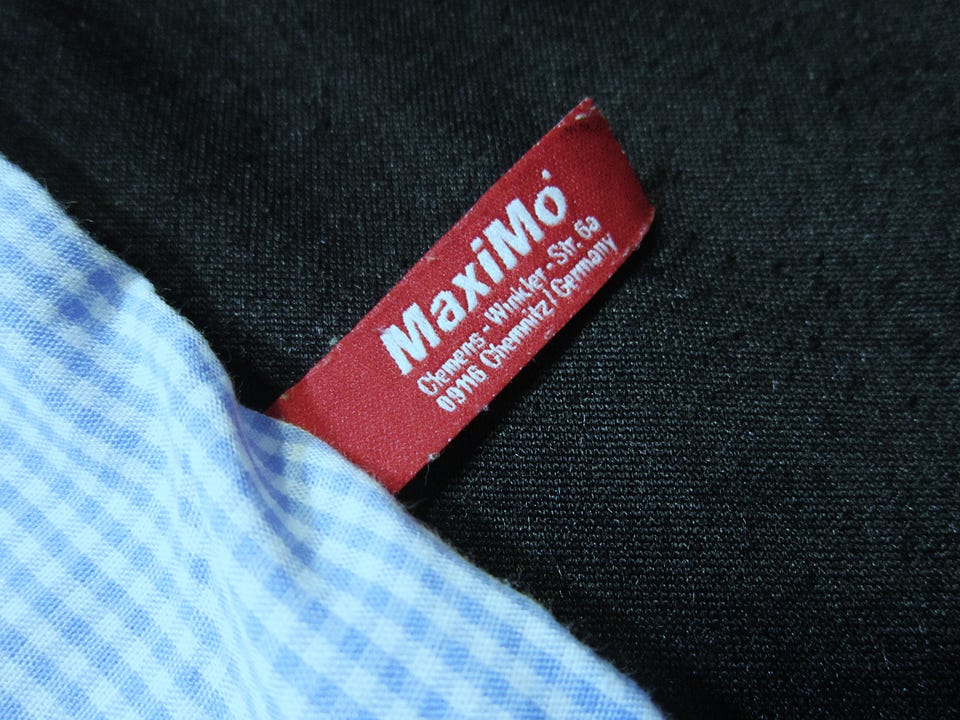 MaxiMo
Clemens - Winkler - Str. 6a
09116 Chemnitz / Germany